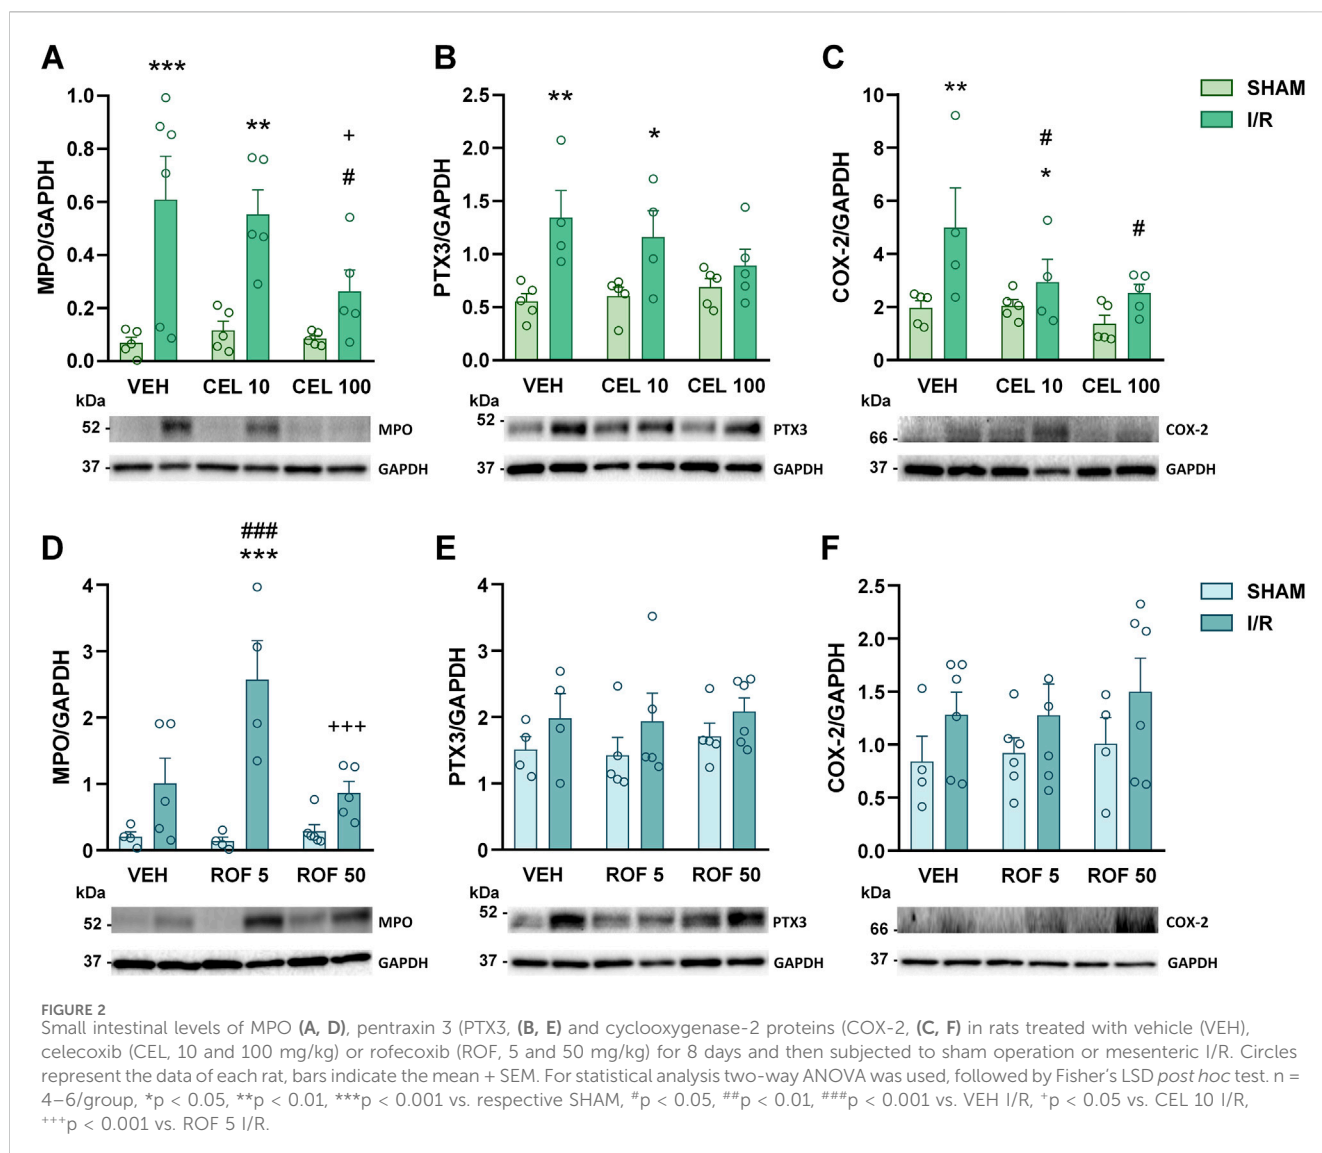 A
***
**
+
#
MPO/GAPDH
1.0
0.8
0.6
0.4
0.2
0.0
VEH CEL 10 CEL 100
kDa
52
MPO
37
GAPDH
B
**
*
PTX3/GAPDH
2.5
2.0
1.5
1.0
0.5
0.0
VEH CEL 10 CEL 100
kDa
52
PTX3
37
GAPDH
C
**
#
*
#
COX-2/GAPDH
10
8
6
4
2
0
VEH CEL 10 CEL 100
kDa
66
COX-2
37
GAPDH
SHAM
I/R
D
###
***
+++
MPO/GAPDH
4
3
2
1
0
VEH ROF 5 ROF 50
kDa
52
MPO
37
GAPDH
E
PTX3/GAPDH
4
3
2
1
0
VEH ROF 5 ROF 50
kDa
52
PTX3
37
GAPDH
F
COX-2/GAPDH
2.5
2.0
1.5
1.0
0.5
0.0
VEH ROF 5 ROF 50
kDa
66
COX-2
37
GAPDH
SHAM
I/R
FIGURE 2
Small intestinal levels of MPO (A, D), pentraxin 3 (PTX3, (B, E) and cyclooxygenase-2 proteins (COX-2, (C, F) in rats treated with vehicle (VEH),
celecoxib (CEL, 10 and 100 mg/kg) or rofecoxib (ROF, 5 and 50 mg/kg) for 8 days and then subjected to sham operation or mesenteric I/R. Circles
represent the data of each rat, bars indicate the mean + SEM. For statistical analysis two-way ANOVA was used, followed by Fisher's LSD post hoc test. n =
4–6/group, *p < 0.05, **p < 0.01, ***p < 0.001 vs. respective SHAM, #p < 0.05, ##p < 0.01, ###p < 0.001 vs. VEH I/R, +p < 0.05 vs. CEL 10 I/R,
+++p < 0.001 vs. ROF 5 I/R.